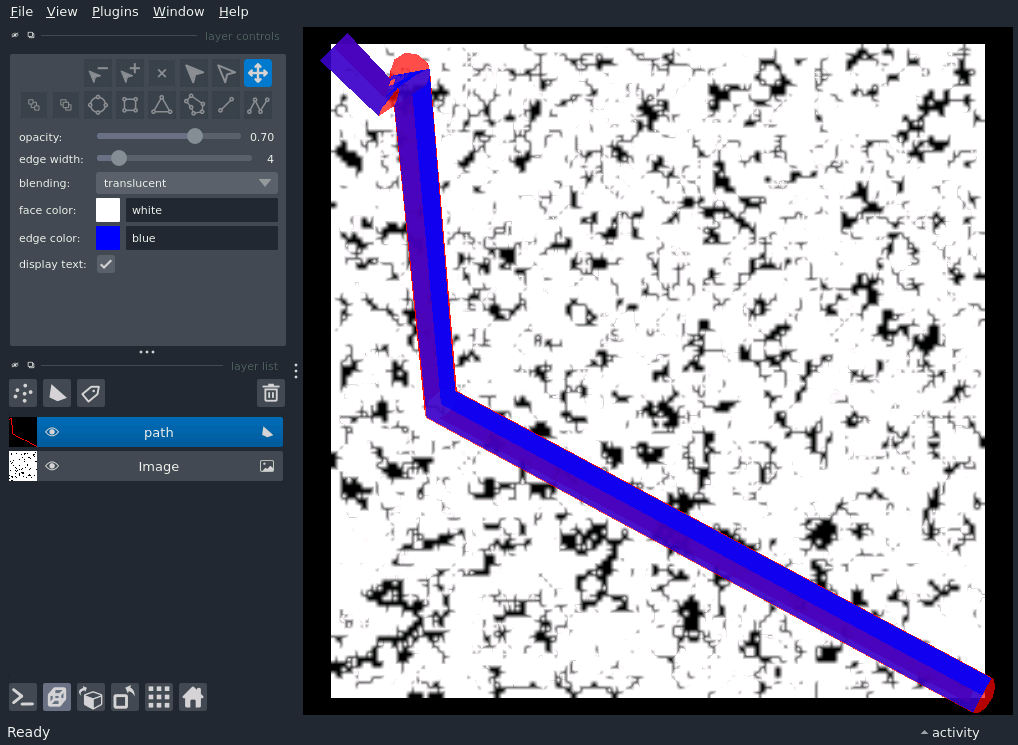 File View Plugins Window Help
layer controls
opacity: 0.70
edge width: 4
blending: translucent
face color: white
edge color: blue
display text:
layer list
path
Image
Ready activity